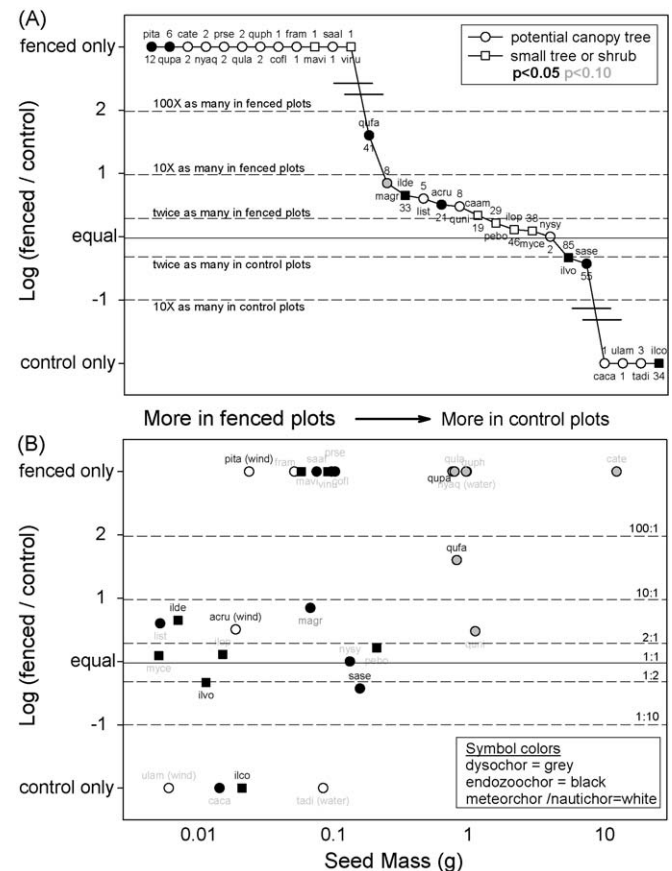 (A)
fenced only
pita 6 cate 2 prse 2 quph 1 fram 1 saal 1
12 qupa 2 nyaq 2 qula 2 cofl 1 mavi 1 vinu
potential canopy tree
small tree or shrub
p<0.05 p<0.10
2
100X as many in fenced plots
qufa
41
1
10X as many in fenced plots
8
magr
ilde
33
5
list
acru
21
8
quni
caam
19
29
pebo
ilop
46
38
myce
nysy
2
85
ilvo
sase
55
twice as many in fenced plots
equal
twice as many in control plots
-1
10X as many in control plots
control only
1 ulam 3 ilco
caca 1 tadi 34
Log (fenced / control)
More in fenced plots More in control plots
(B)
fenced only
pita (wind)
fram
saal
prse
mavi
vinu
cofl
qula
quph
qupa
nyaq (water)
cate
2
100:1
qufa
1
10:1
magr
ilde
list
acru (wind)
quni
2:1
myce
nysy
pebo
equal
1:1
ilvo
sase
1:2
-1
1:10
control only
ulam (wind)
caca
ilco
tadi (water)
Log (fenced / control)
Symbol colors
dysochor = grey
endozoochor = black
meteorchor /nautichor=white
0.01 0.1 1 10
Seed Mass (g)